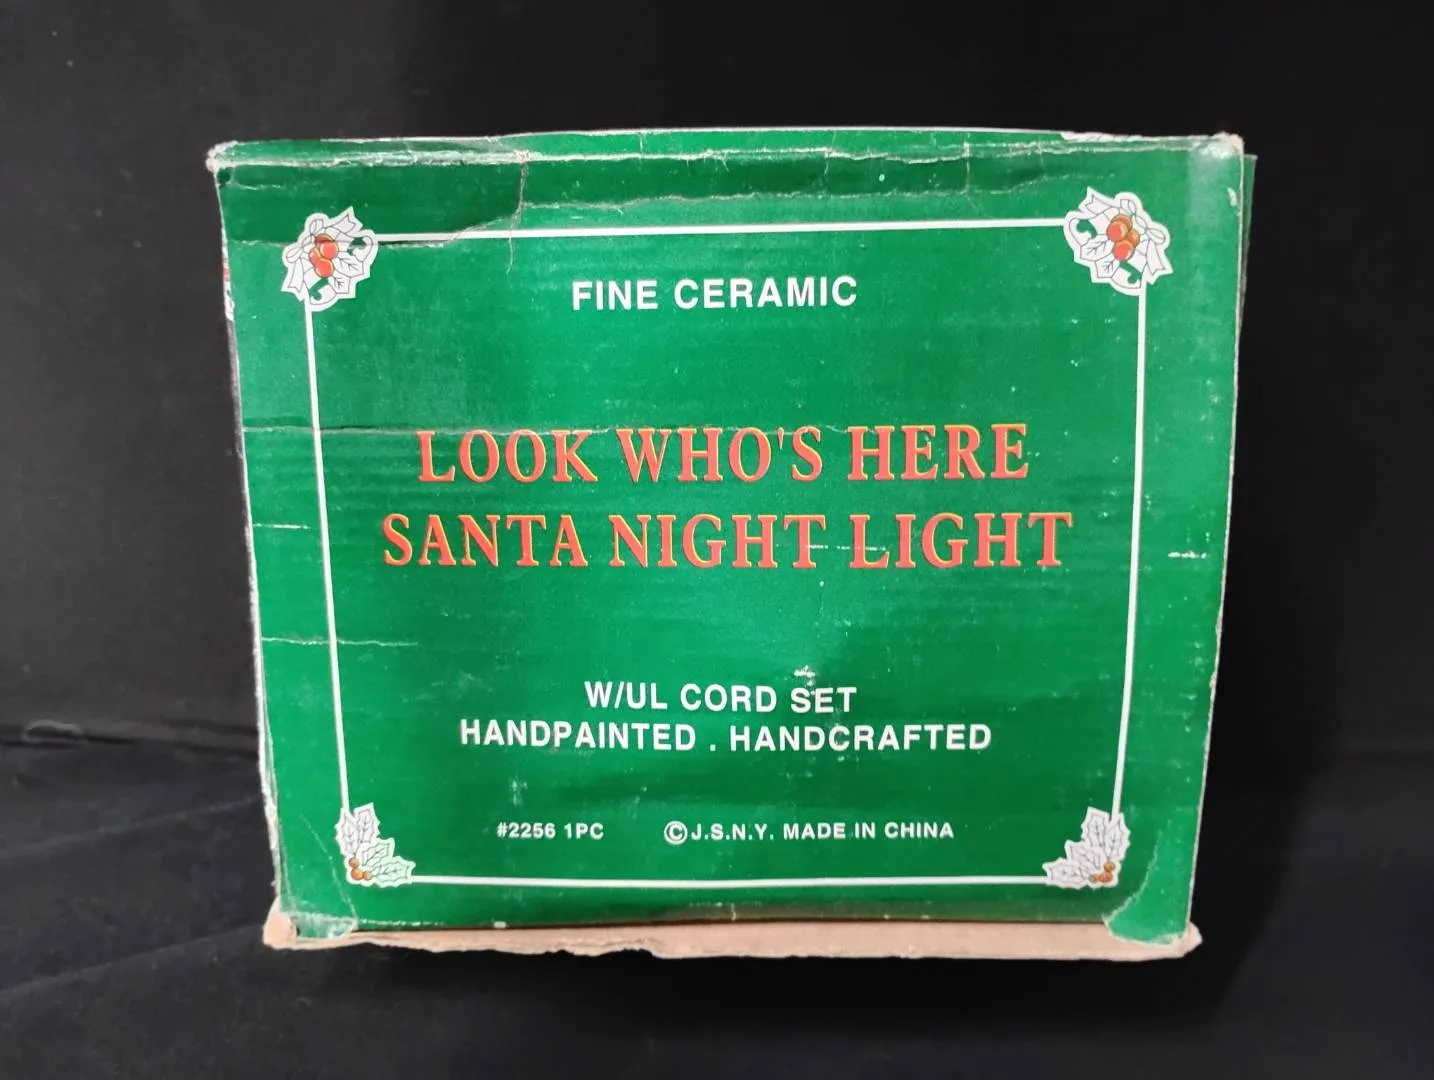 FINE CERAMIC
LOOK WHO'S HERE
SANTA NIGHT LIGHT
W/UL CORD SET
HANDPAINTED . HANDCRAFTED
#2256 1PC ©J.S.N.Y. MADE IN CHINA